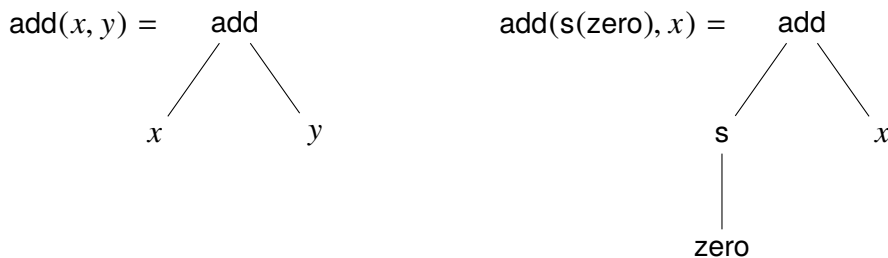 add(x, y) = add
x y
add(s(zero), x) = add
s x
zero